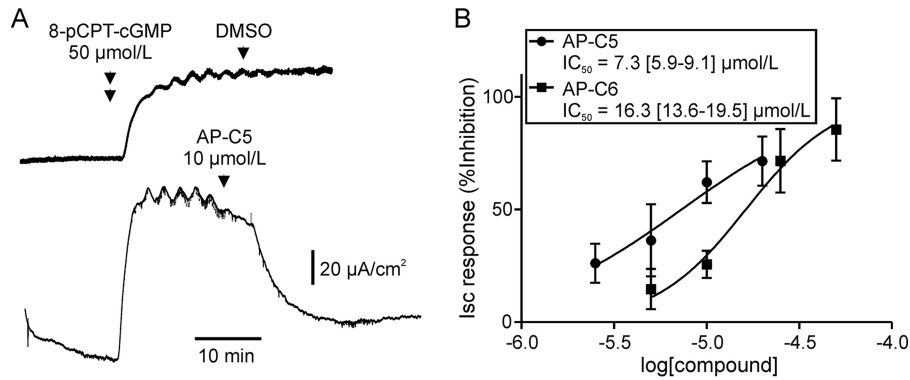 A
8-pCPT-cGMP
50 µmol/L
DMSO
AP-C5
10 µmol/L
20 µA/cm²
10 min
B
AP-C5
IC₅₀ = 7.3 [5.9-9.1] µmol/L
AP-C6
IC₅₀ = 16.3 [13.6-19.5] µmol/L
Isc response (%Inhibition)
100
50
0
-6.0 -5.5 -5.0 -4.5 -4.0
log[compound]